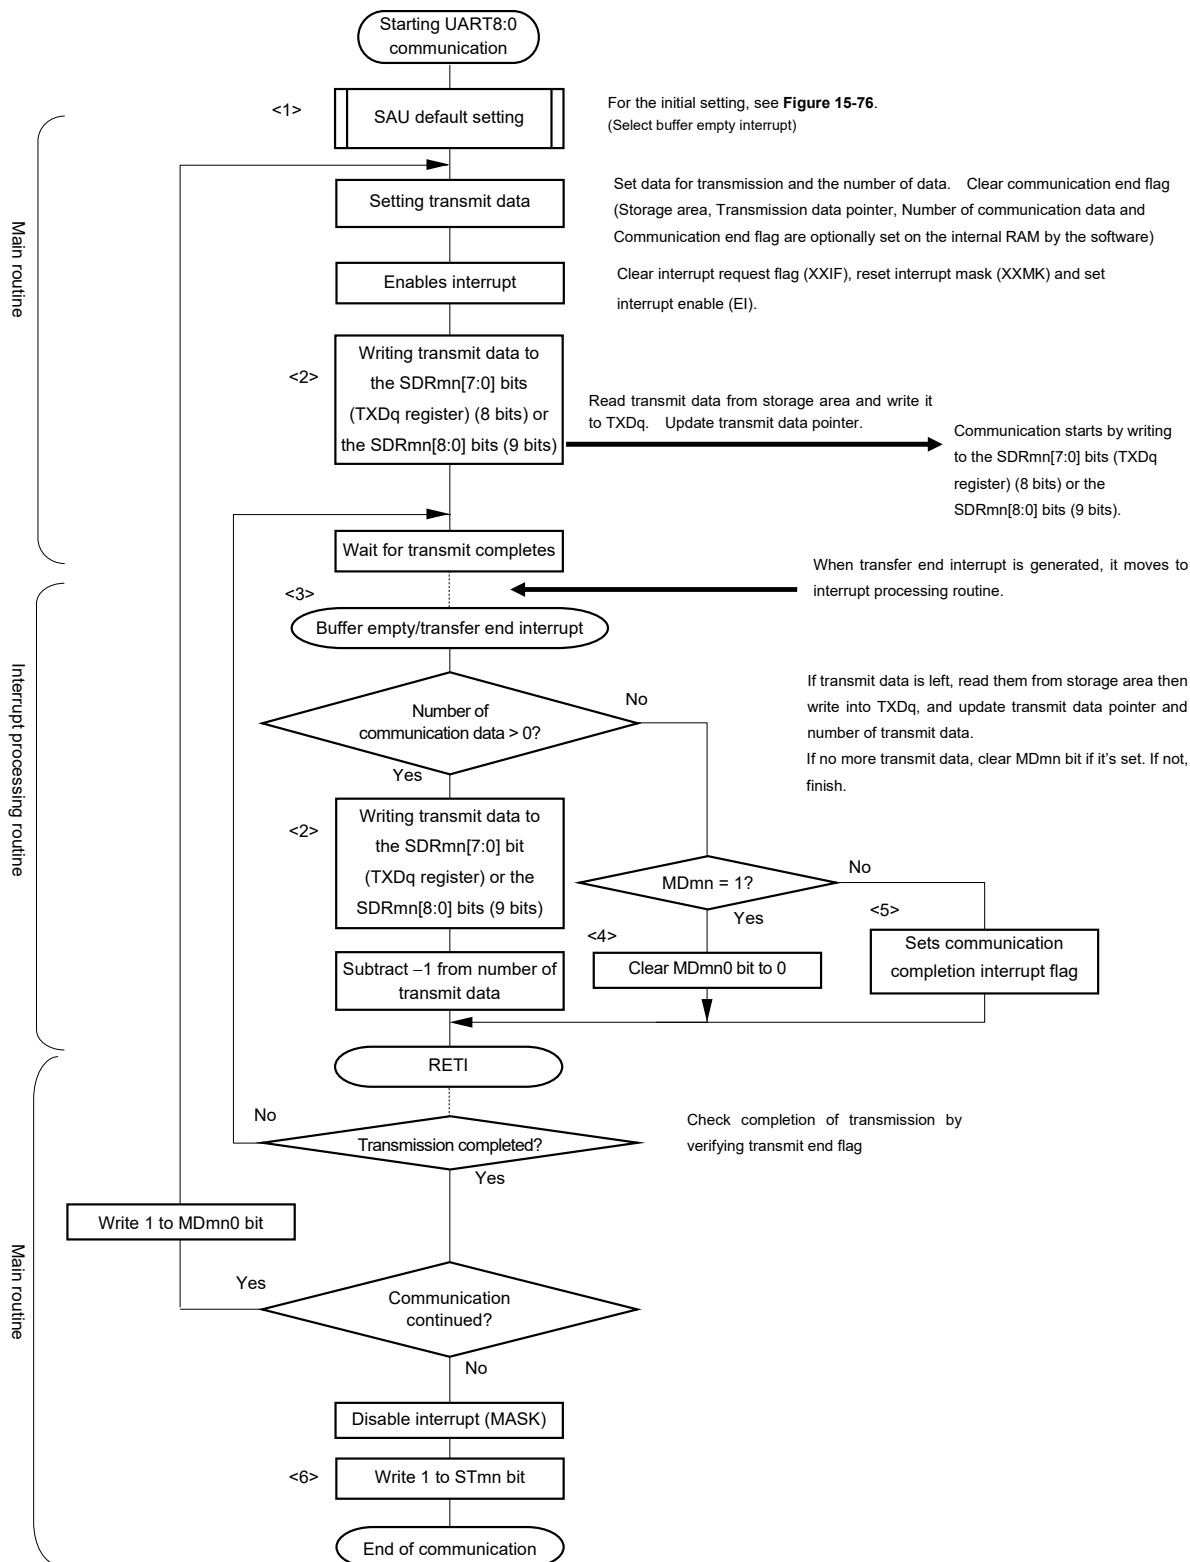 Starting UART8:0
communication
<1>
SAU default setting
For the initial setting, see Figure 15-76.
(Select buffer empty interrupt)
Main routine
Setting transmit data
Set data for transmission and the number of data. Clear communication end flag
(Storage area, Transmission data pointer, Number of communication data and
Communication end flag are optionally set on the internal RAM by the software)
Enables interrupt
Clear interrupt request flag (XXIF), reset interrupt mask (XXMK) and set
interrupt enable (EI).
<2>
Writing transmit data to
the SDRmn[7:0] bits
(TXDq register) (8 bits) or
the SDRmn[8:0] bits (9 bits)
Read transmit data from storage area and write it
to TXDq. Update transmit data pointer.
Communication starts by writing
to the SDRmn[7:0] bits (TXDq
register) (8 bits) or the
SDRmn[8:0] bits (9 bits).
Wait for transmit completes
When transfer end interrupt is generated, it moves to
interrupt processing routine.
<3>
Buffer empty/transfer end interrupt
Interrupt processing routine
Number of
communication data > 0?
No
Yes
If transmit data is left, read them from storage area then
write into TXDq, and update transmit data pointer and
number of transmit data.
If no more transmit data, clear MDmn bit if it's set. If not,
finish.
<2>
Writing transmit data to
the SDRmn[7:0] bit
(TXDq register) or the
SDRmn[8:0] bits (9 bits)
MDmn = 1?
No
Yes
<4>
Clear MDmn0 bit to 0
<5>
Sets communication
completion interrupt flag
Subtract −1 from number of
transmit data
RETI
Main routine
No
Transmission completed?
Yes
Check completion of transmission by
verifying transmit end flag
Write 1 to MDmn0 bit
Yes
Communication
continued?
No
Disable interrupt (MASK)
<6>
Write 1 to STmn bit
End of communication